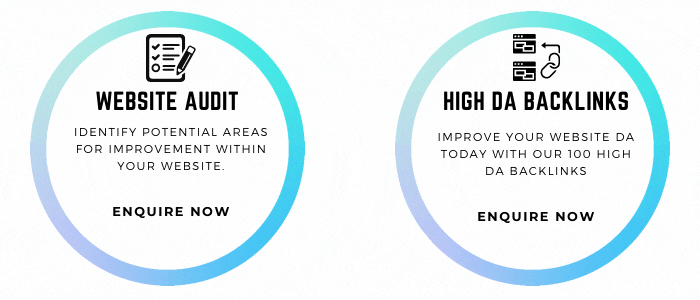 WEBSITE AUDIT
IDENTIFY POTENTIAL AREAS
FOR IMPROVEMENT WITHIN
YOUR WEBSITE.
ENQUIRE NOW
HIGH DA BACKLINKS
IMPROVE YOUR WEBSITE DA
TODAY WITH OUR 100 HIGH
DA BACKLINKS
ENQUIRE NOW